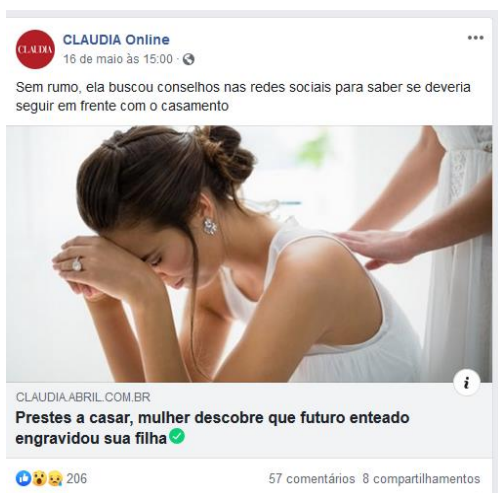 CLAUDIA
CLAUDIA Online
16 de maio às 15:00 ·
Sem rumo, ela buscou conselhos nas redes sociais para saber se deveria
seguir em frente com o casamento
i
CLAUDIA.ABRIL.COM.BR
Prestes a casar, mulher descobre que futuro enteado
engravidou sua filha
206 57 comentários 8 compartilhamentos